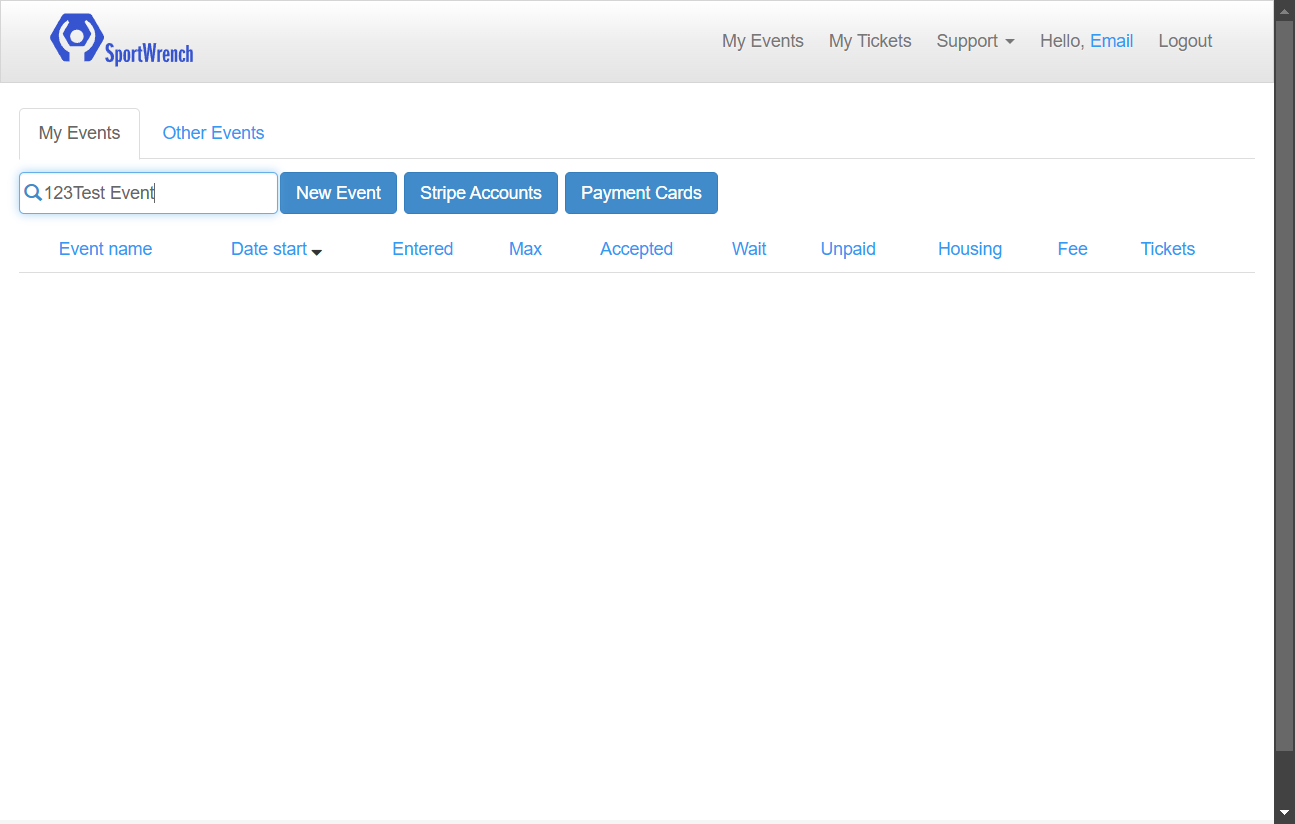 SportWrench
My Events My Tickets Support Hello, Email Logout
My Events Other Events
123Test Event New Event Stripe Accounts Payment Cards
Event name Date start Entered Max Accepted Wait Unpaid Housing Fee Tickets